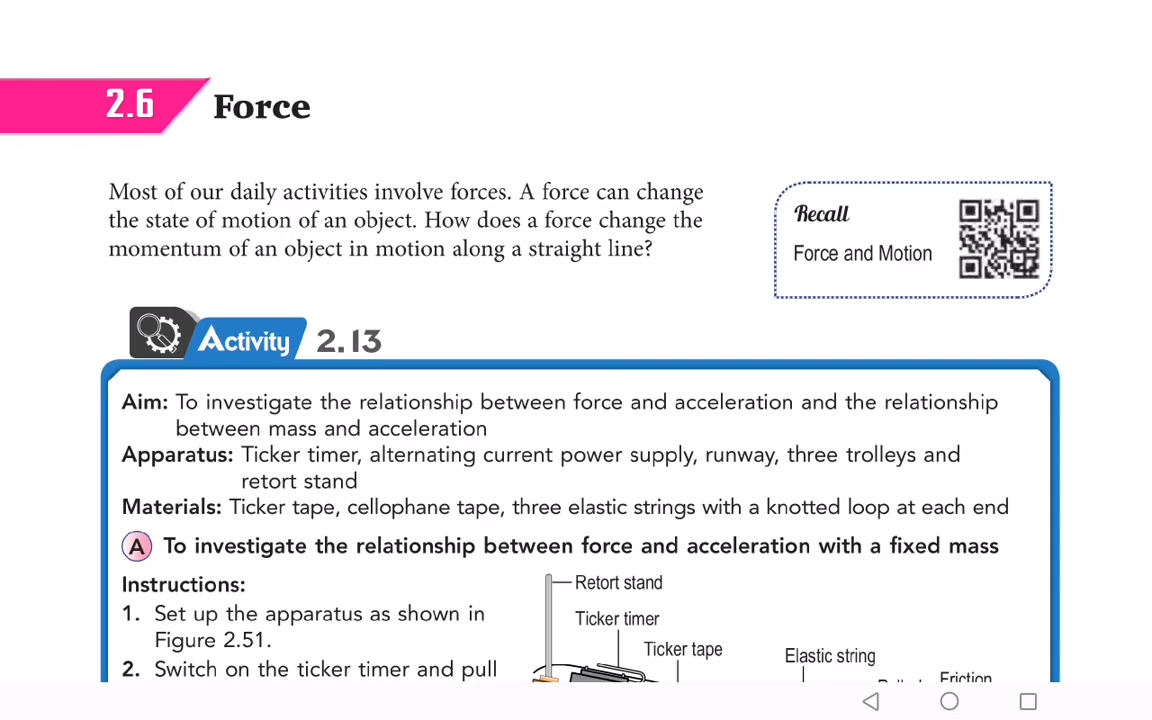 2.6 Force
Most of our daily activities involve forces. A force can change
the state of motion of an object. How does a force change the
momentum of an object in motion along a straight line?
Recall
Force and Motion
Activity 2.13
Aim: To investigate the relationship between force and acceleration and the relationship
between mass and acceleration
Apparatus: Ticker timer, alternating current power supply, runway, three trolleys and
retort stand
Materials: Ticker tape, cellophane tape, three elastic strings with a knotted loop at each end
A To investigate the relationship between force and acceleration with a fixed mass
Instructions:
1. Set up the apparatus as shown in
Figure 2.51.
2. Switch on the ticker timer and pull
Retort stand
Ticker timer
Ticker tape
Elastic string
Friction